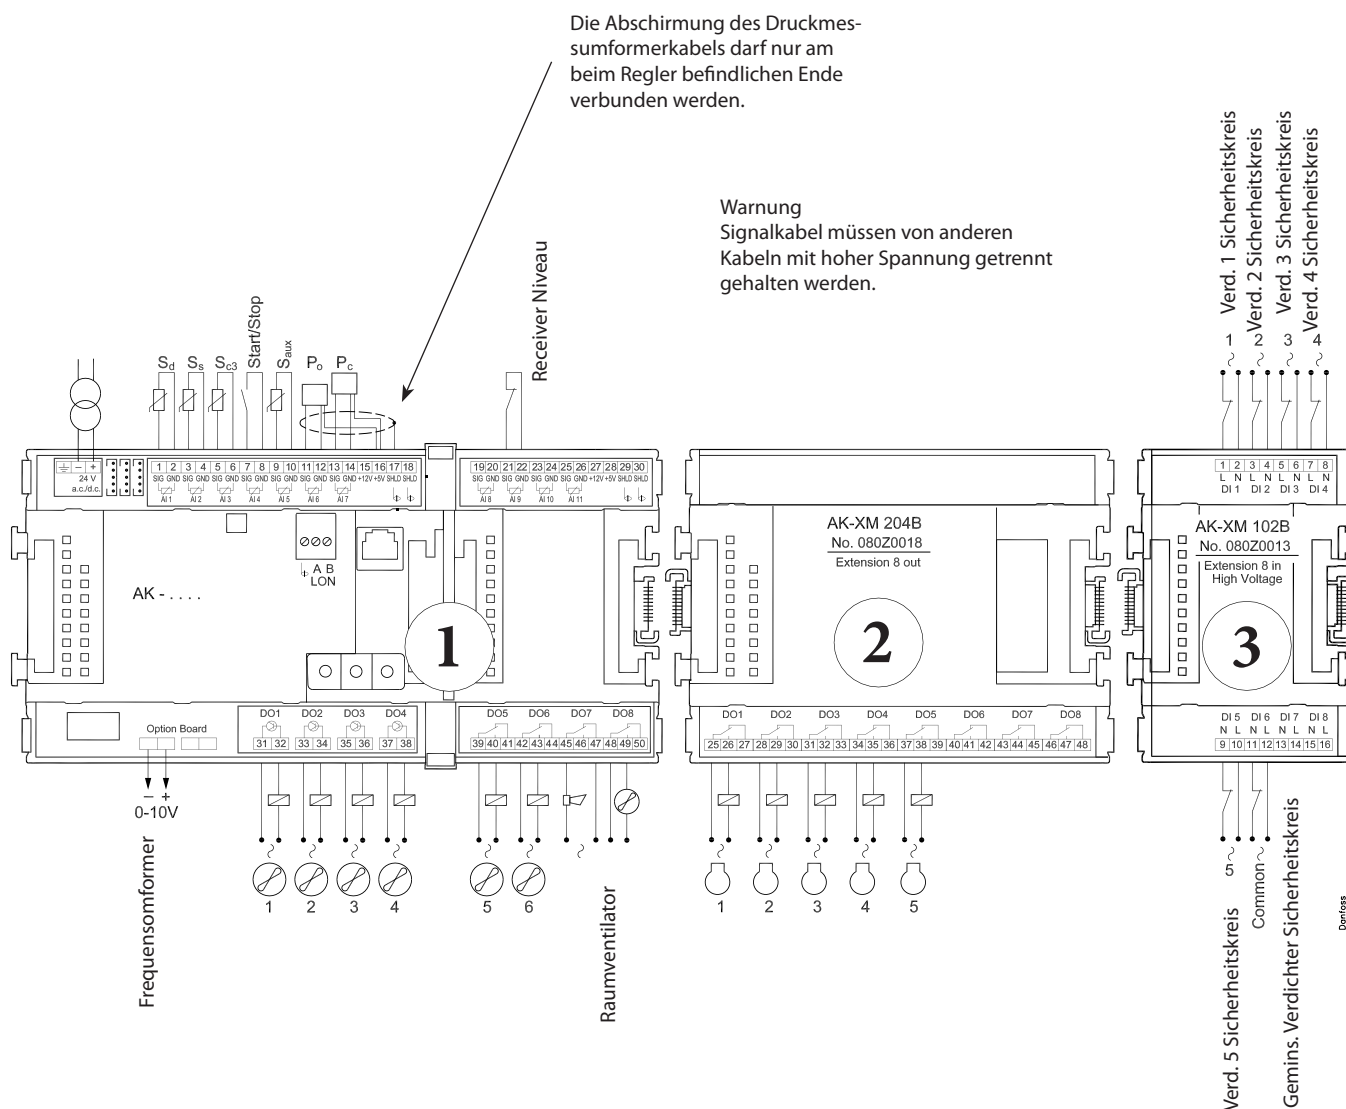 Die Abschirmung des Druckmes-
sumformerkabels darf nur am
beim Regler befindlichen Ende
verbunden werden.
Warnung
Signalkabel müssen von anderen
Kabeln mit hoher Spannung getrennt
gehalten werden.
Receiver Niveau
Verd. 1 Sicherheitskreis
Verd. 2 Sicherheitskreis
Verd. 3 Sicherheitskreis
Verd. 4 Sicherheitskreis
1 2 3 4
Sd Ss Sc3 Start/Stop Saux Po Pc
– +
24 V
a.c./d.c.
1 2 3 4 5 6 7 8 9 10 11 12 13 14 15 16 17 18
SIG GND SIG GND SIG GND SIG GND SIG GND SIG GND SIG GND +12V +5V SHLD SHLD
AI 1 AI 2 AI 3 AI 4 AI 5 AI 6 AI 7
19 20 21 22 23 24 25 26 27 28 29 30
SIG GND SIG GND SIG GND SIG GND +12V +5V SHLD SHLD
AI 8 AI 9 AI 10 AI 11
1 2 3 4 5 6 7 8
L N L N L N L N
DI 1 DI 2 DI 3 DI 4
A B
LON
AK - . . . .
1
AK-XM 204B
No. 080Z0018
Extension 8 out
2
AK-XM 102B
No. 080Z0013
Extension 8 in
High Voltage
3
Option Board
DO1 DO2 DO3 DO4
31 32 33 34 35 36 37 38
DO5 DO6 DO7 DO8
39 40 41 42 43 44 45 46 47 48 49 50
DO1 DO2 DO3 DO4 DO5 DO6 DO7 DO8
25 26 27 28 29 30 31 32 33 34 35 36 37 38 39 40 41 42 43 44 45 46 47 48
DI 5 DI 6 DI 7 DI 8
N L N L N L N L
9 10 11 12 13 14 15 16
– +
0-10V
Frequensomformer
1 2 3 4
5 6
Raumventilator
1 2 3 4 5
5
Common
Verd. 5 Sicherheitskreis
Gemins. Verdichter Sicherheitskreis
Danfoss